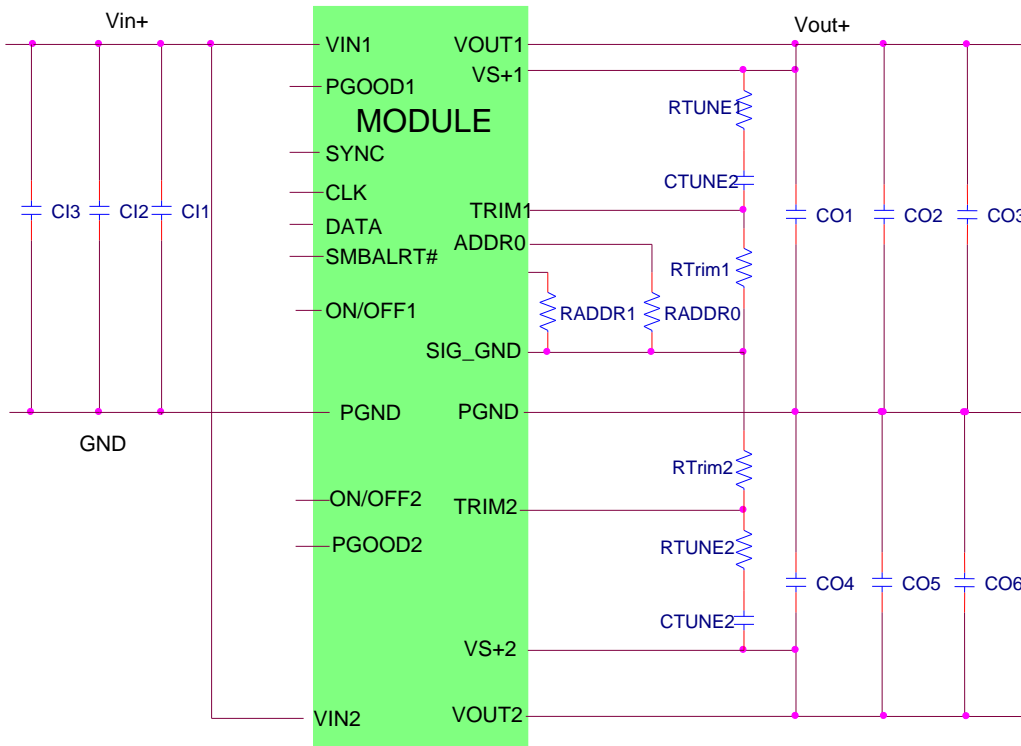 Vin+
Vout+
VIN1
VOUT1
VS+1
PGOOD1
MODULE
RTUNE1
SYNC
CTUNE2
CLK
TRIM1
CI3
CI2
CI1
CO1
CO2
CO3
DATA
ADDR0
SMBALRT#
RTrim1
ON/OFF1
RADDR1
RADDR0
SIG_GND
PGND
PGND
GND
RTrim2
ON/OFF2
TRIM2
PGOOD2
RTUNE2
CO4
CO5
CO6
CTUNE2
VS+2
VIN2
VOUT2